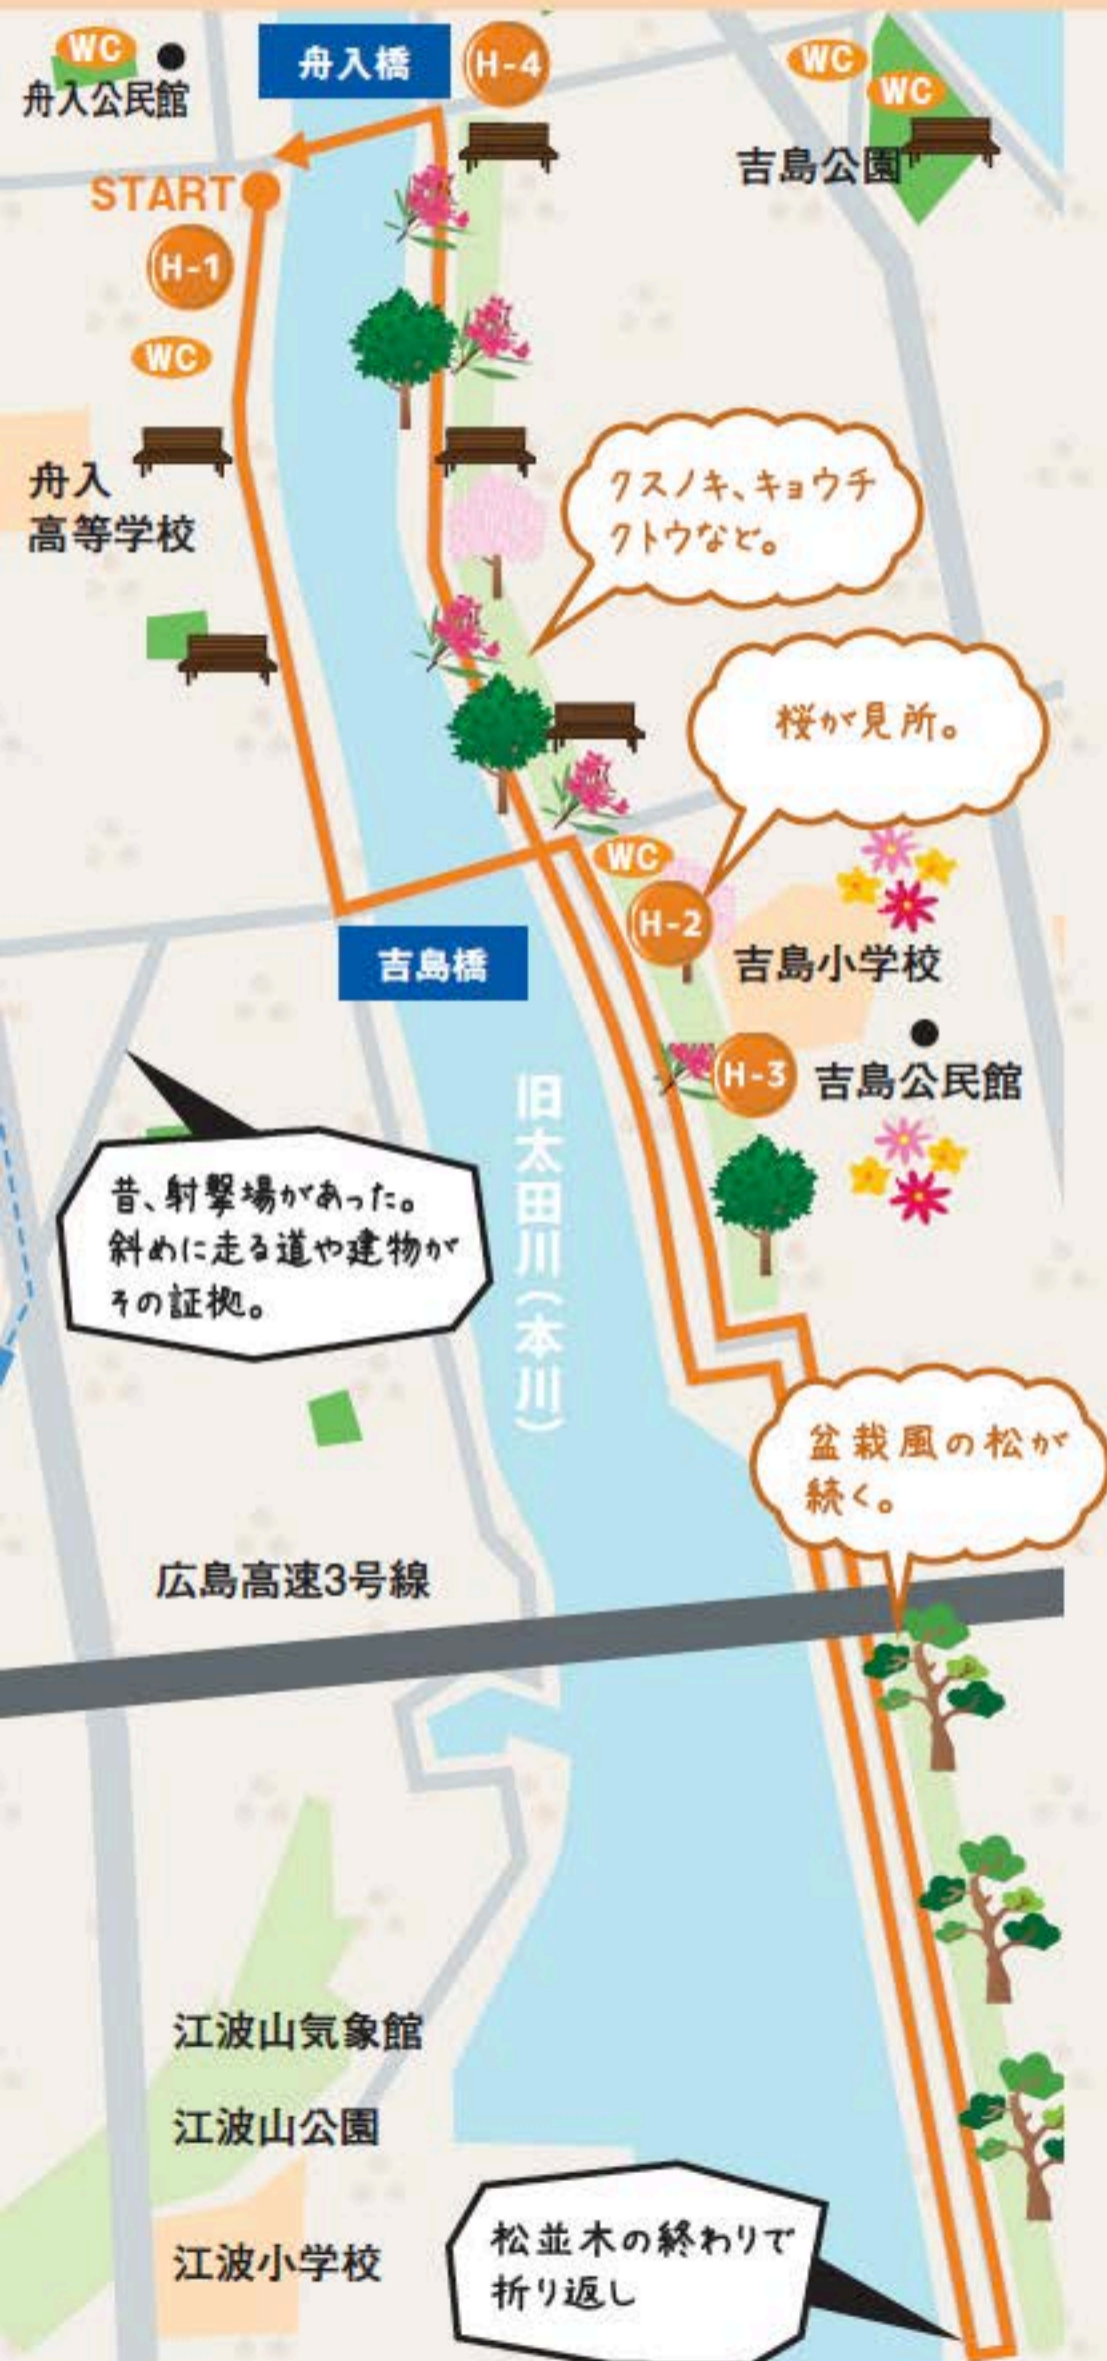 WC
舟入公民館
舟入橋
H-4
WC
WC
吉島公園
START
H-1
WC
舟入
高等学校
クスノキ、キョウチ
クトウなど。
桜が見所。
WC
H-2
吉島小学校
吉島橋
H-3
吉島公民館
旧太田川（本川）
昔、射撃場があった。
斜めに走る道や建物が
その証拠。
盆栽風の松が
続く。
広島高速3号線
江波山気象館
江波山公園
江波小学校
松並木の終わりで
折り返し